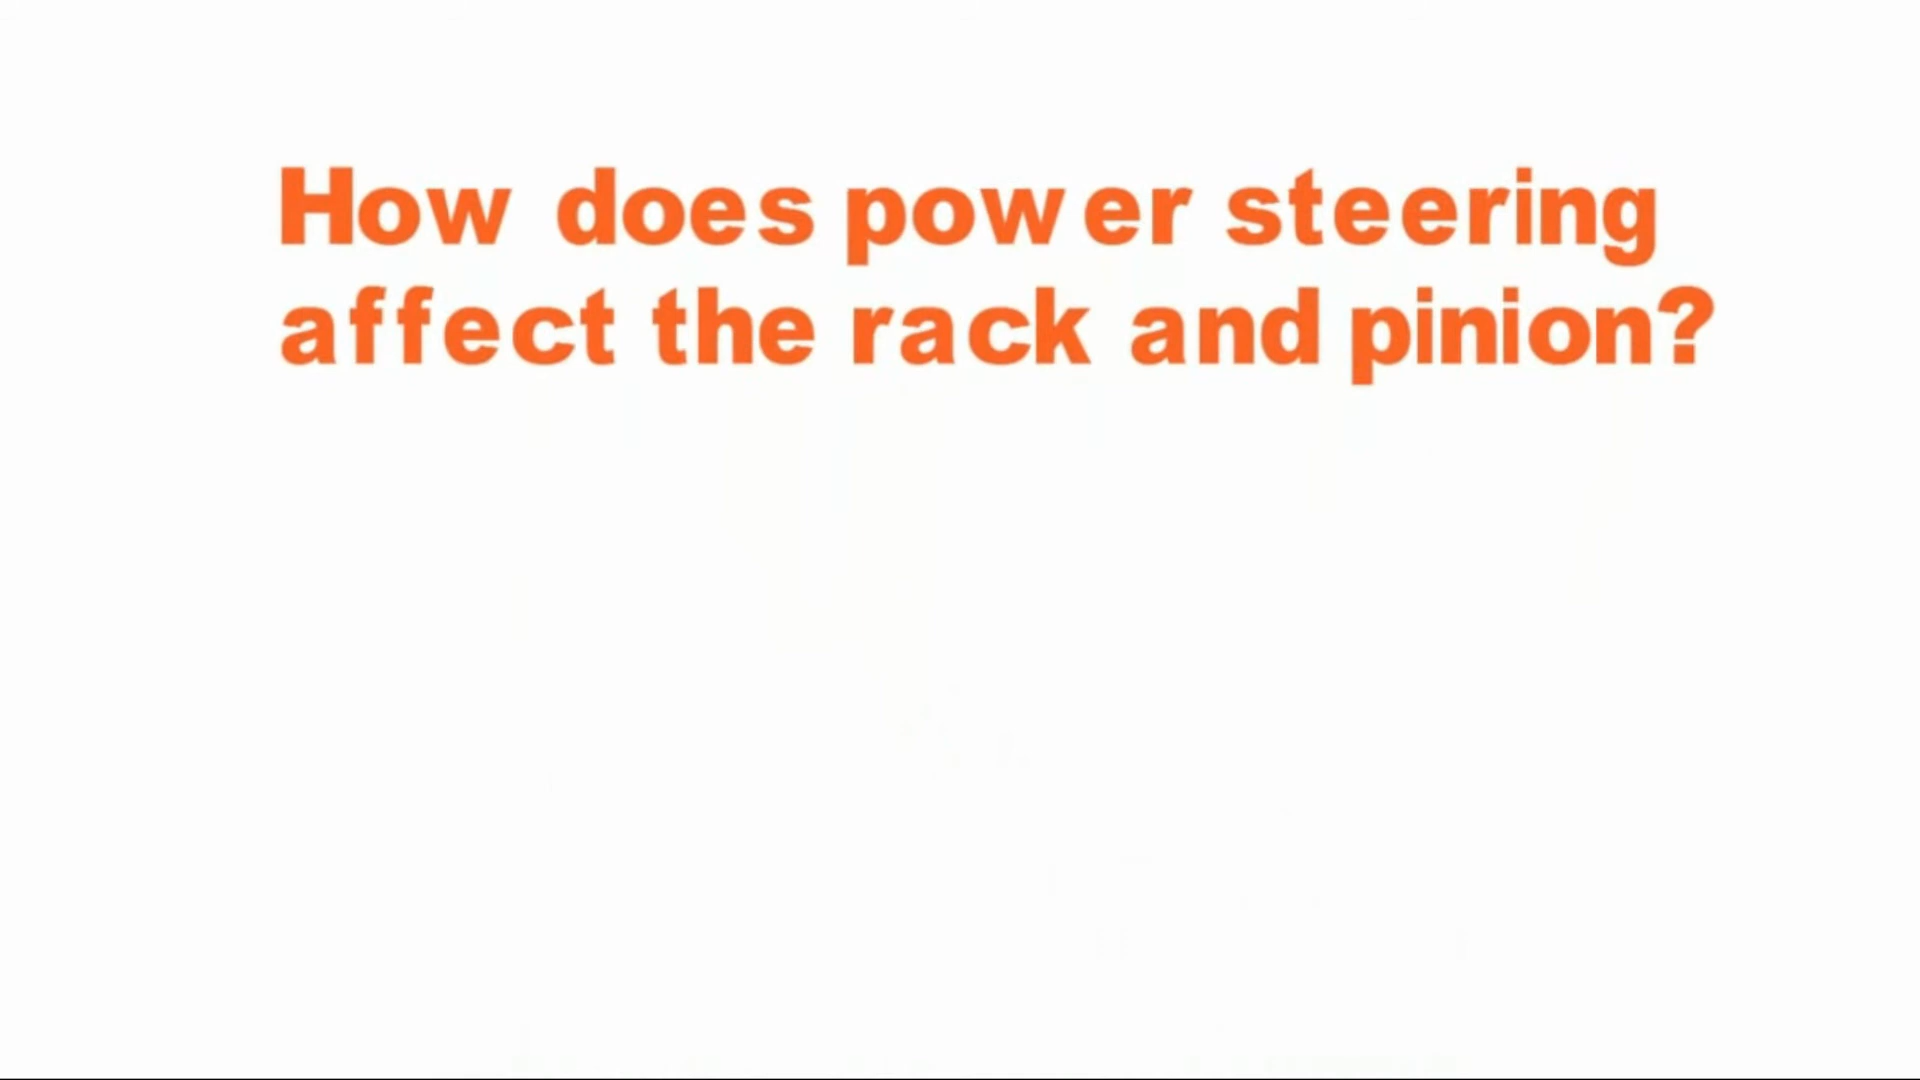 How does power steering
affect the rack and pinion?